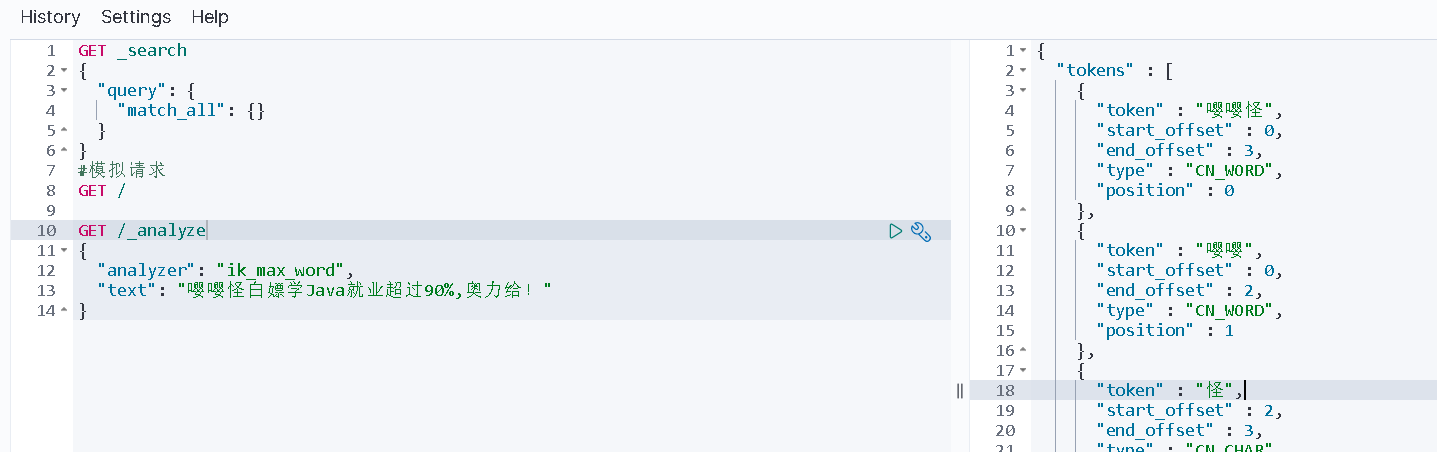 History Settings Help
1 GET _search
2 {
3 "query": {
4 "match_all": {}
5 }
6 }
7 #模拟请求
8 GET /
9
10 GET /_analyze
11 {
12 "analyzer": "ik_max_word",
13 "text": "嘤嘤怪白嫖学Java就业超过90%,奥力给！"
14 }
1 {
2 "tokens" : [
3 {
4 "token" : "嘤嘤怪",
5 "start_offset" : 0,
6 "end_offset" : 3,
7 "type" : "CN_WORD",
8 "position" : 0
9 },
10 {
11 "token" : "嘤嘤",
12 "start_offset" : 0,
13 "end_offset" : 2,
14 "type" : "CN_WORD",
15 "position" : 1
16 },
17 {
18 "token" : "怪",
19 "start_offset" : 2,
20 "end_offset" : 3,
21 "type" : "CN_CHAR"